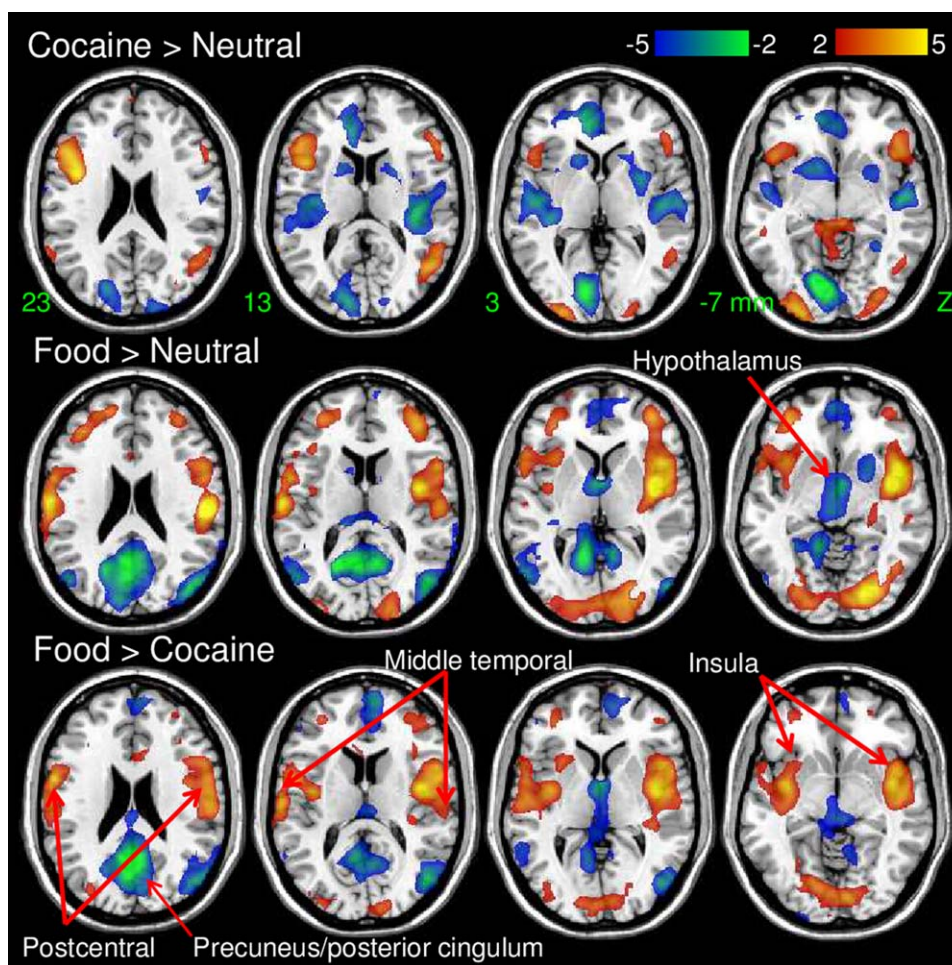 Cocaine > Neutral
-5 -2 2 5
23 13 3 -7 mm Z
Food > Neutral
Hypothalamus
Food > Cocaine
Middle temporal Insula
Postcentral Precuneus/posterior cingulum